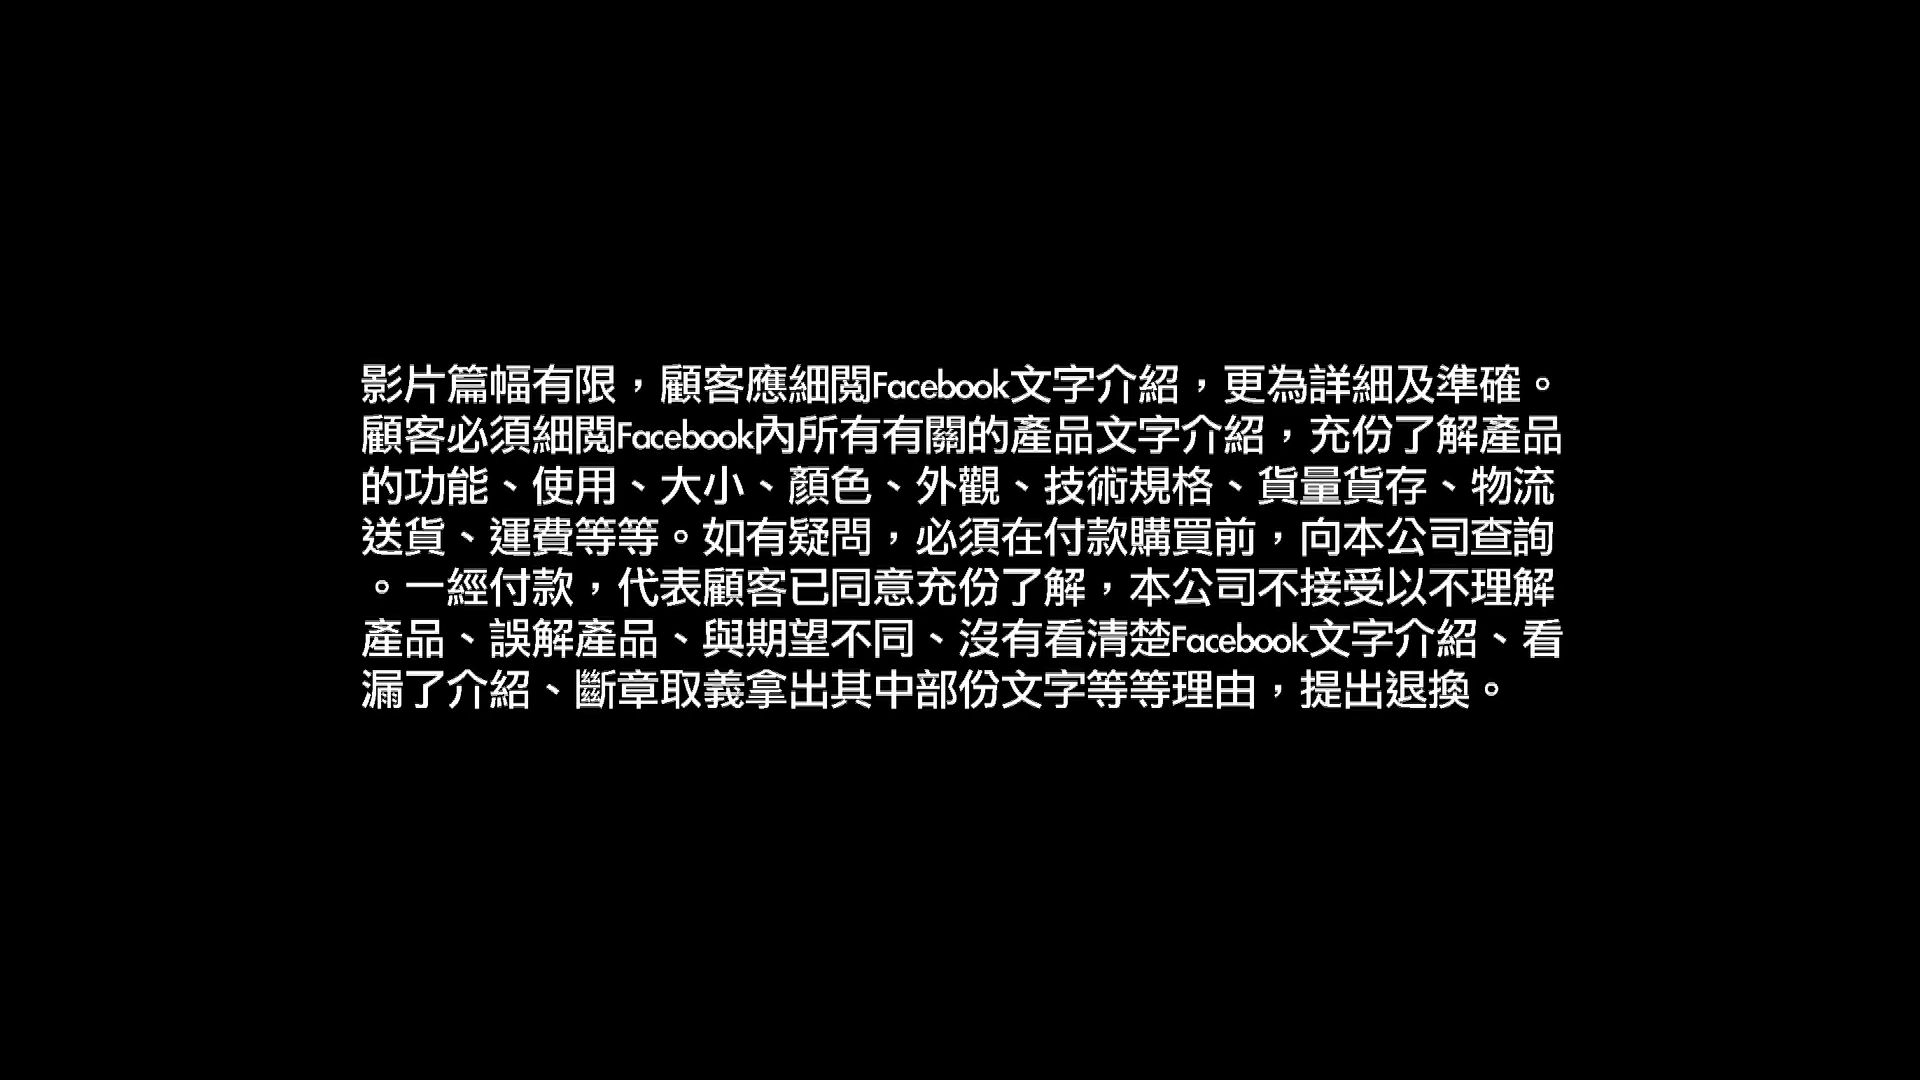 影片篇幅有限，顧客應細閱Facebook文字介紹，更為詳細及準確。
顧客必須細閱Facebook內所有有關的產品文字介紹，充份了解產品
的功能、使用、大小、顏色、外觀、技術規格、貨量貨存、物流
送貨、運費等等。如有疑問，必須在付款購買前，向本公司查詢
。一經付款，代表顧客已同意充份了解，本公司不接受以不理解
產品、誤解產品、與期望不同、沒有看清楚Facebook文字介紹、看
漏了介紹、斷章取義拿出其中部份文字等等理由，提出退換。